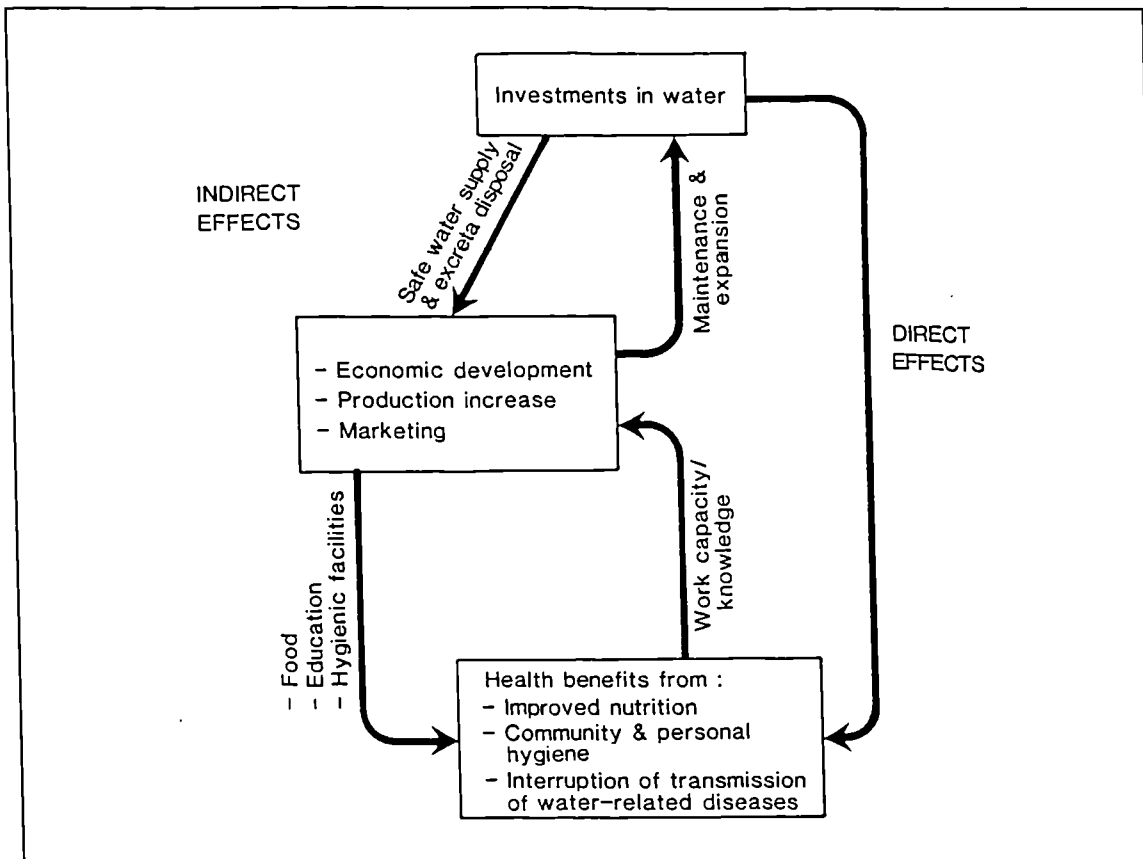 Investments in water
INDIRECT
EFFECTS
Safe water supply
& excreta disposal
Maintenance &
expansion
DIRECT
EFFECTS
- Economic development
- Production increase
- Marketing
- Food
- Education
- Hygienic facilities
Work capacity/
knowledge
Health benefits from :
- Improved nutrition
- Community & personal
hygiene
- Interruption of transmission
of water-related diseases